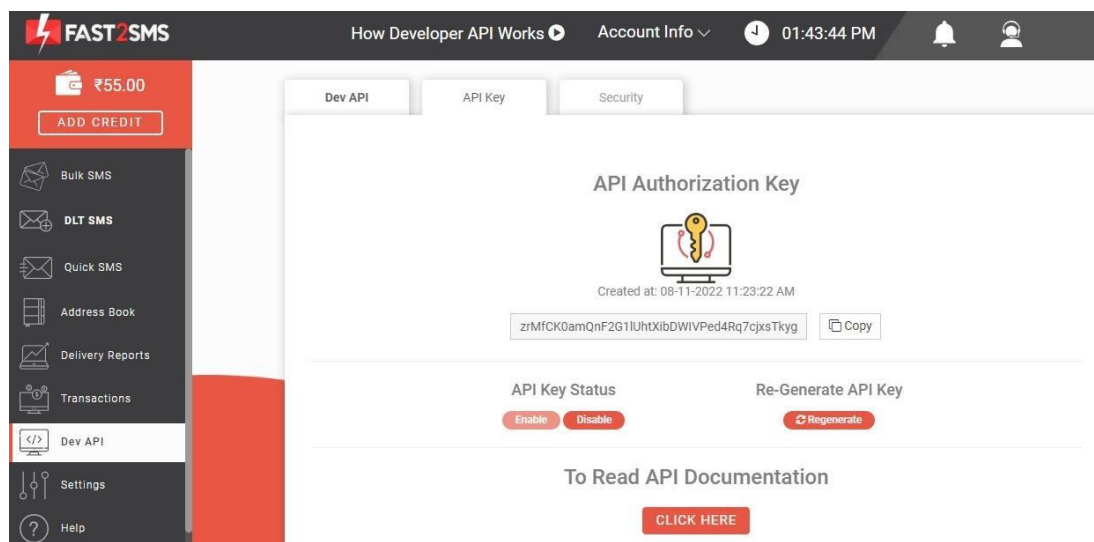 FAST2SMS
How Developer API Works
Account Info
01:43:44 PM
₹55.00
ADD CREDIT
Bulk SMS
DLT SMS
Quick SMS
Address Book
Delivery Reports
Transactions
Dev API
Settings
Help
Dev API
API Key
Security
API Authorization Key
Created at: 08-11-2022 11:23:22 AM
zrMfCK0amQnF2G1lUhtXibDWIVPed4Rq7cjxsTkyg
Copy
API Key Status
Enable
Disable
Re-Generate API Key
Regenerate
To Read API Documentation
CLICK HERE